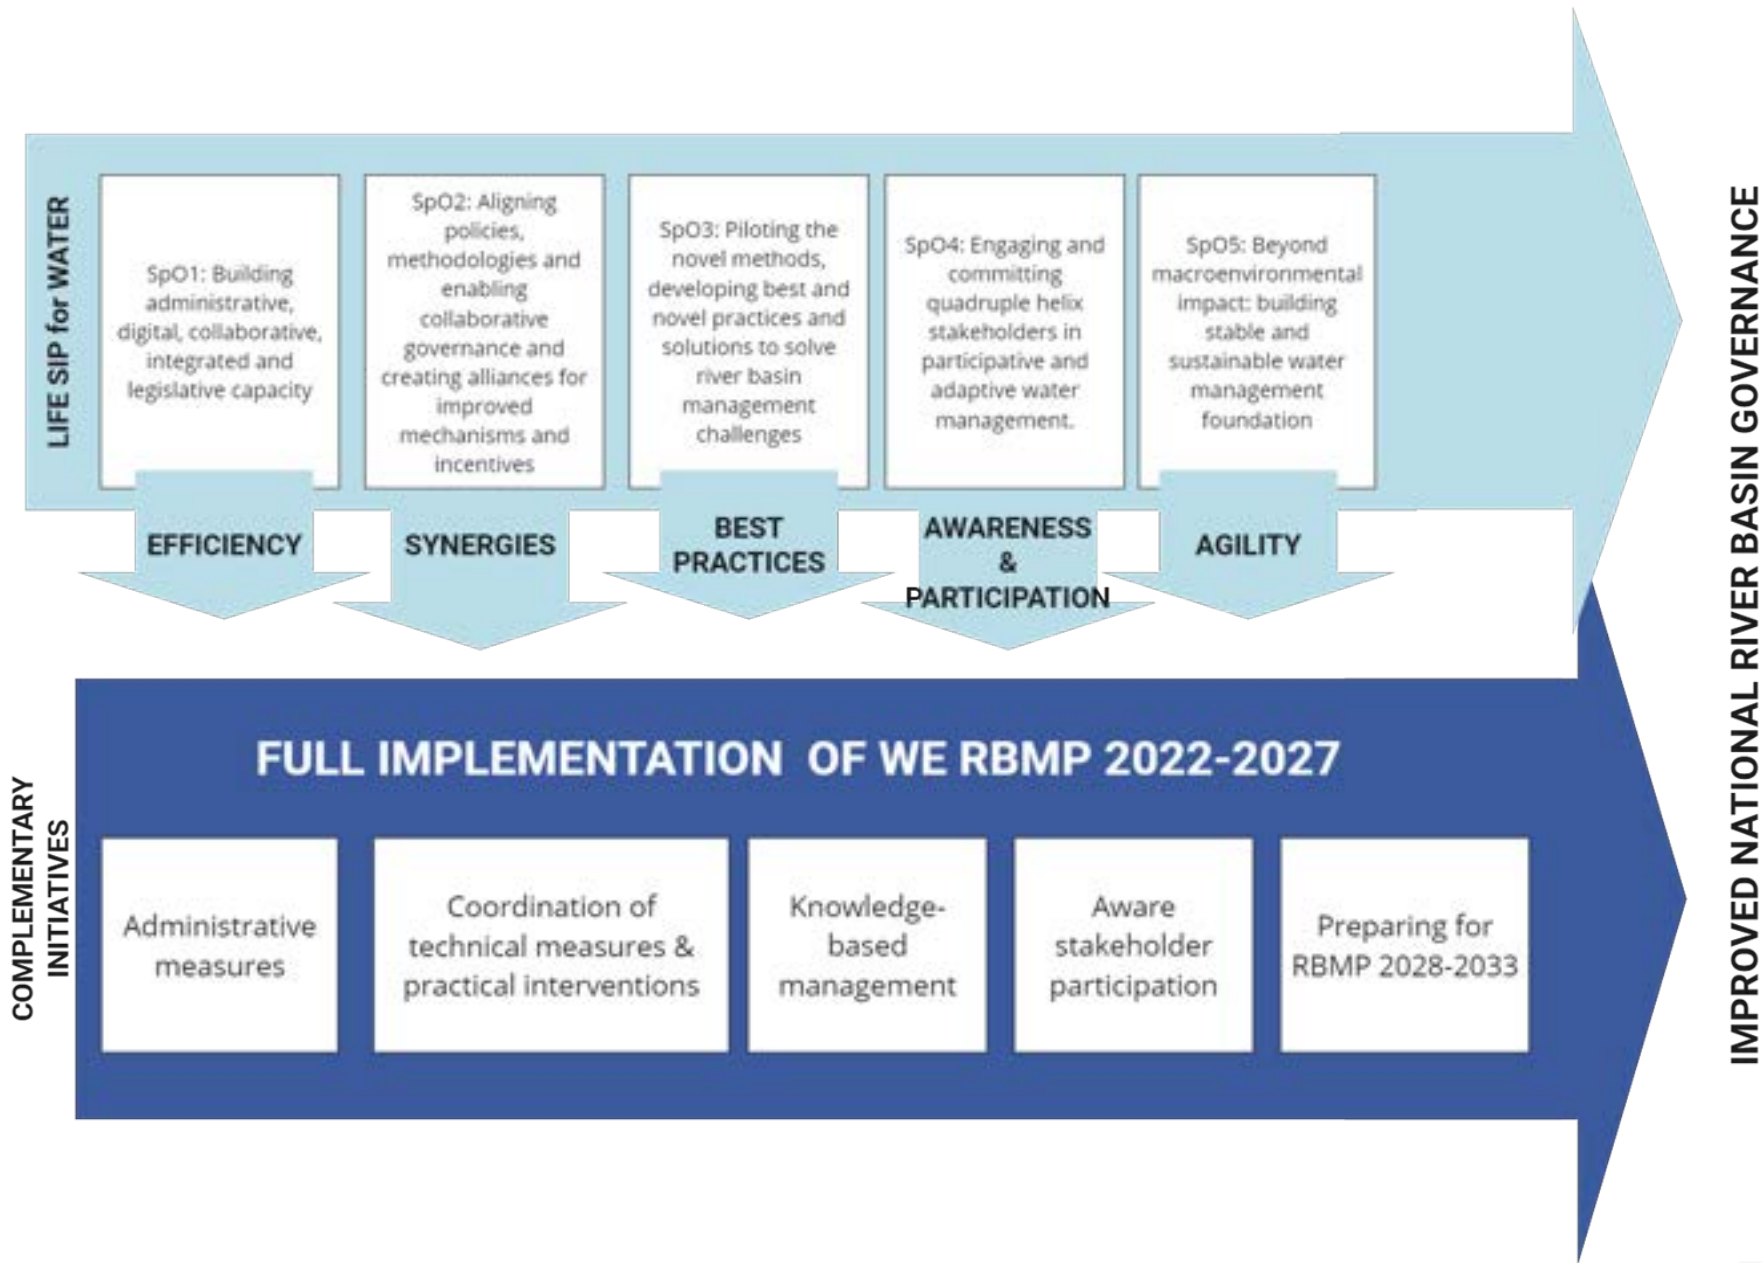 LIFE SIP for WATER
SpO1: Building
administrative,
digital, collaborative,
integrated and
legislative capacity
SpO2: Aligning
policies,
methodologies and
enabling
collaborative
governance and
creating alliances for
improved
mechanisms and
incentives
SpO3: Piloting the
novel methods,
developing best and
novel practices and
solutions to solve
river basin
management
challenges
SpO4: Engaging and
committing
quadruple helix
stakeholders in
participative and
adaptive water
management.
SpO5: Beyond
macroenvironmental
impact: building
stable and
sustainable water
management
foundation
EFFICIENCY
SYNERGIES
BEST
PRACTICES
AWARENESS
&
PARTICIPATION
AGILITY
COMPLEMENTARY
INITIATIVES
FULL IMPLEMENTATION OF WE RBMP 2022-2027
Administrative
measures
Coordination of
technical measures &
practical interventions
Knowledge-
based
management
Aware
stakeholder
participation
Preparing for
RBMP 2028-2033
IMPROVED NATIONAL RIVER BASIN GOVERNANCE